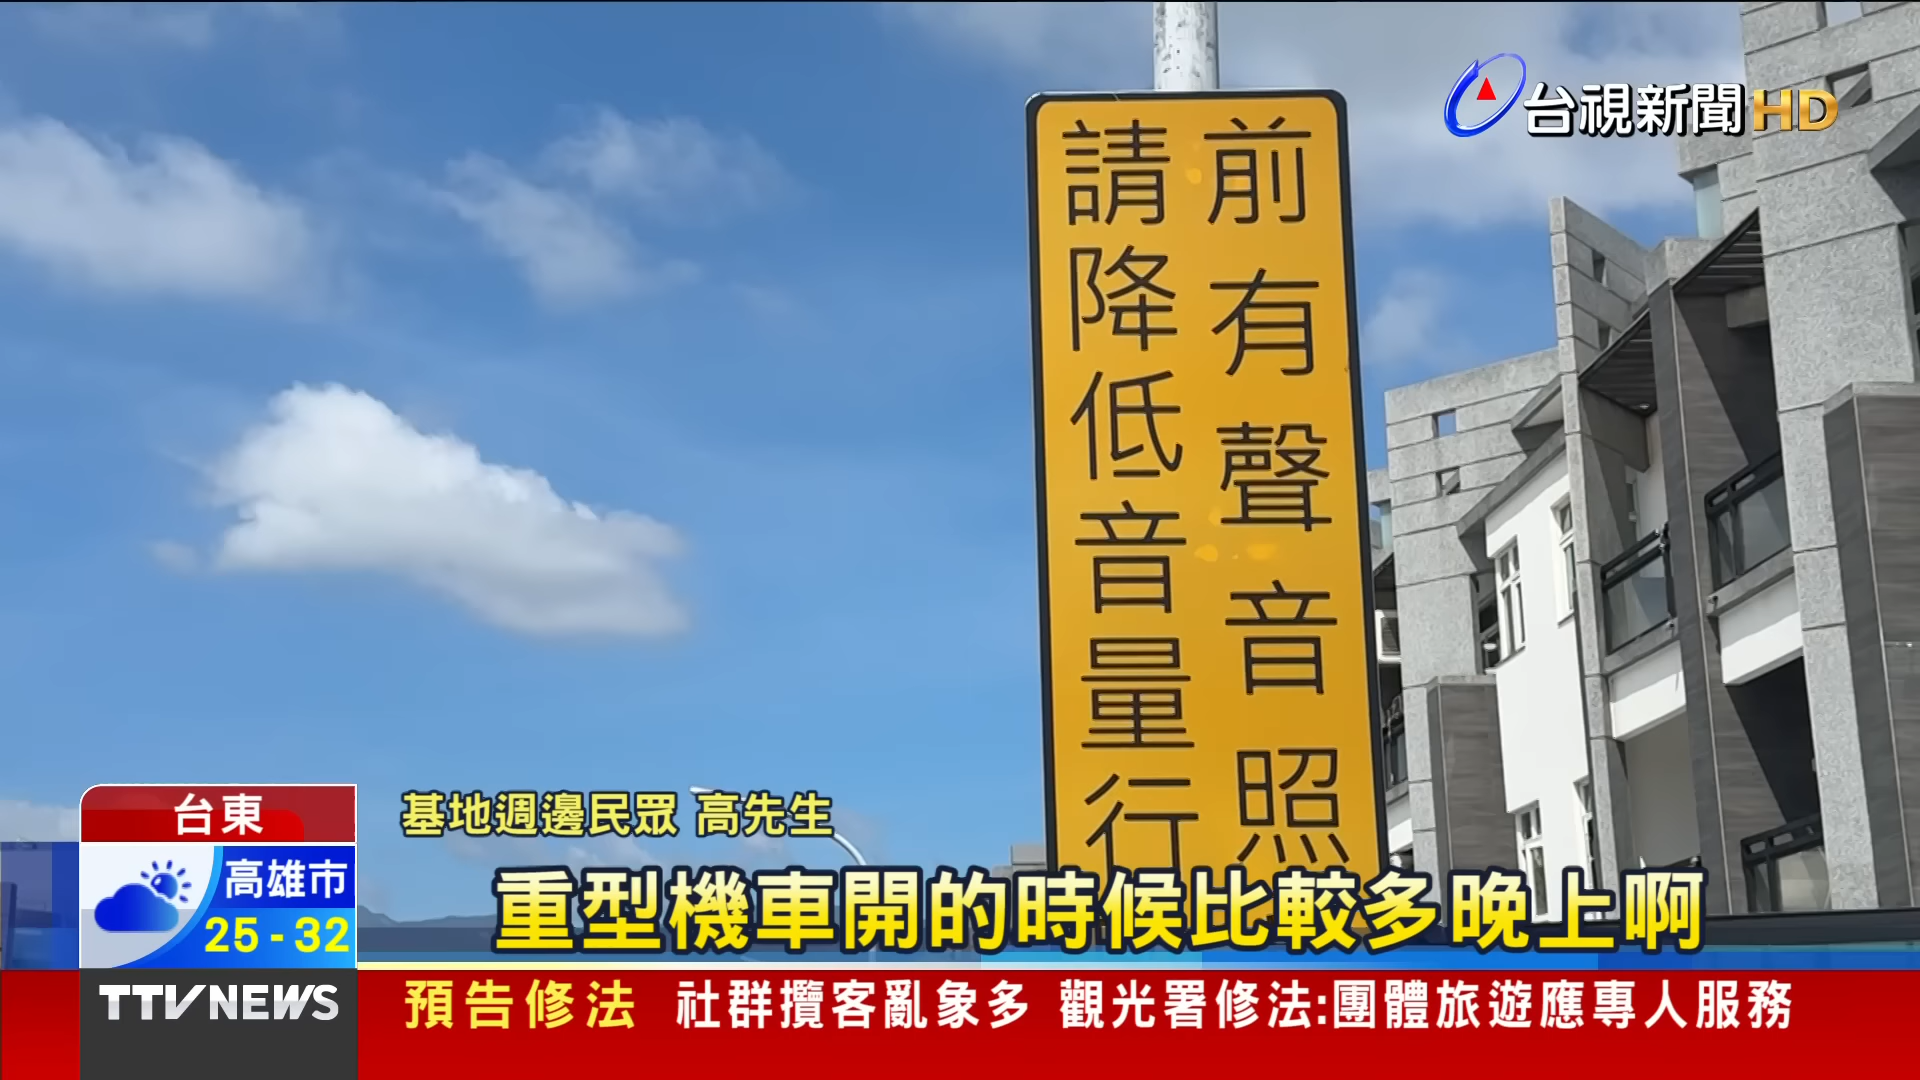 台視新聞HD
前有聲音照
請降低音量行
台東
高雄市
25-32
基地週邊民眾 高先生
重型機車開的時候比較多晚上啊
TTV NEWS
預告修法 社群攬客亂象多 觀光署修法:團體旅遊應專人服務